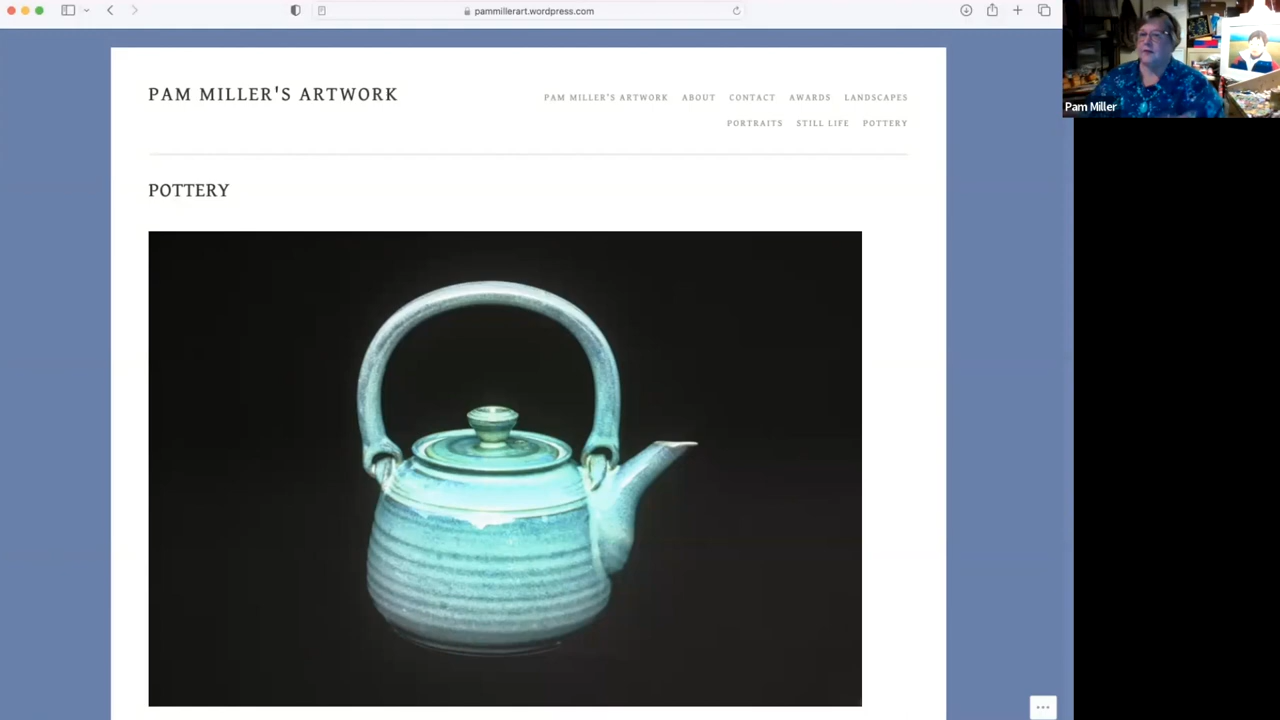 pammillerart.wordpress.com
PAM MILLER'S ARTWORK
PAM MILLER'S ARTWORK ABOUT CONTACT AWARDS LANDSCAPES
PORTRAITS STILL LIFE POTTERY
POTTERY
Pam Miller